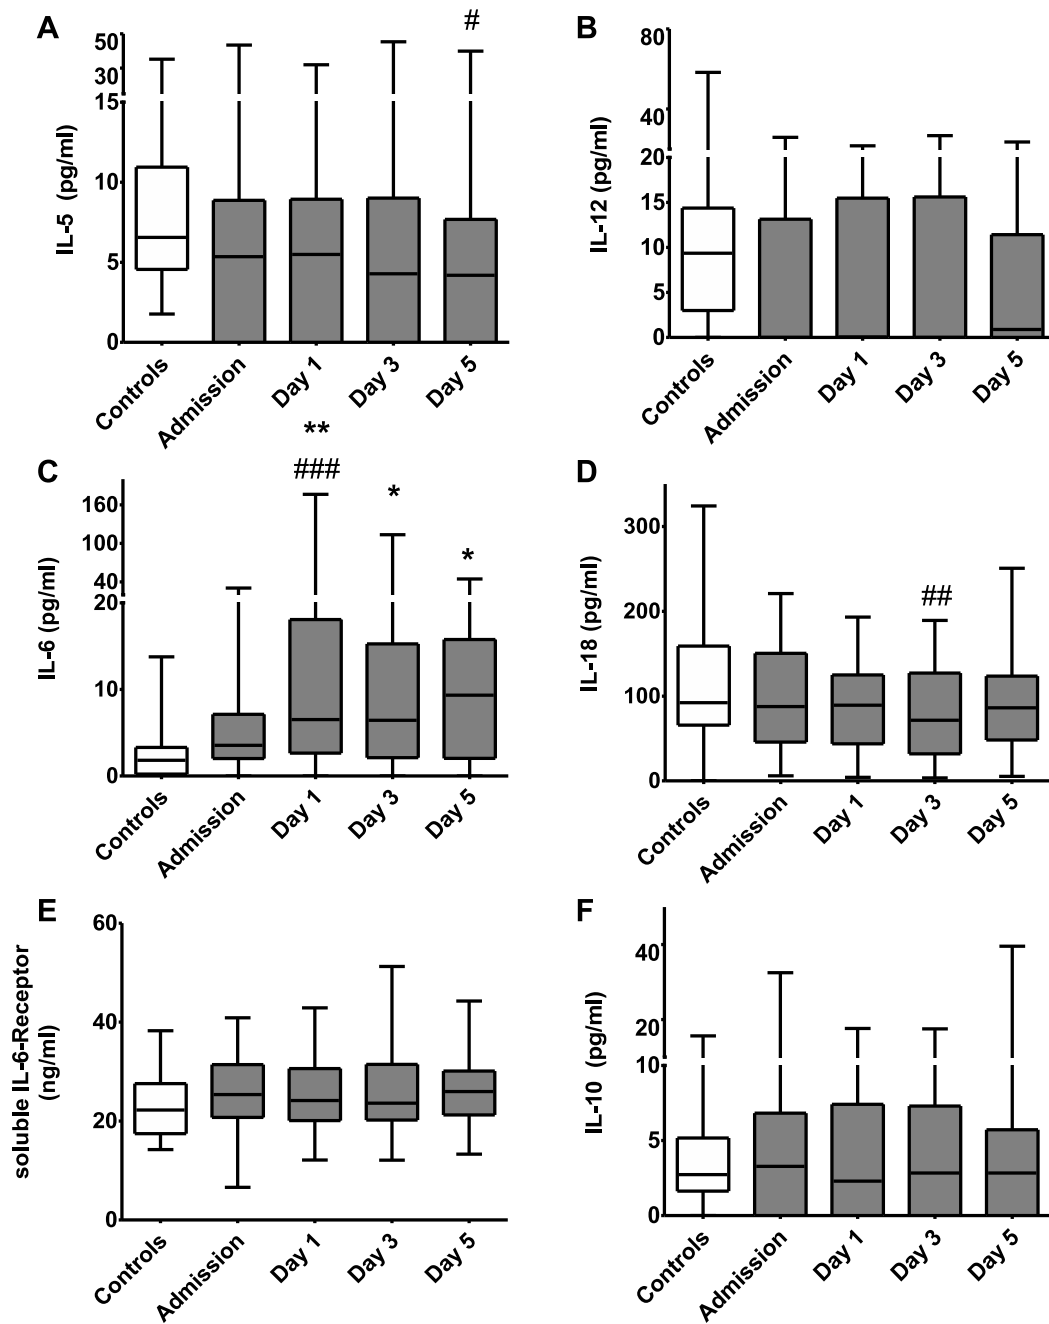 A
IL-5 (pg/ml)
50
30
15
10
5
0
#
Controls
Admission
Day 1
Day 3
Day 5
B
IL-12 (pg/ml)
80
40
20
15
10
5
0
Controls
Admission
Day 1
Day 3
Day 5
C
IL-6 (pg/ml)
160
100
40
20
10
0
**
###
*
*
Controls
Admission
Day 1
Day 3
Day 5
D
IL-18 (pg/ml)
300
200
100
0
##
Controls
Admission
Day 1
Day 3
Day 5
E
soluble IL-6-Receptor
(ng/ml)
60
40
20
0
Controls
Admission
Day 1
Day 3
Day 5
F
IL-10 (pg/ml)
40
20
10
5
0
Controls
Admission
Day 1
Day 3
Day 5